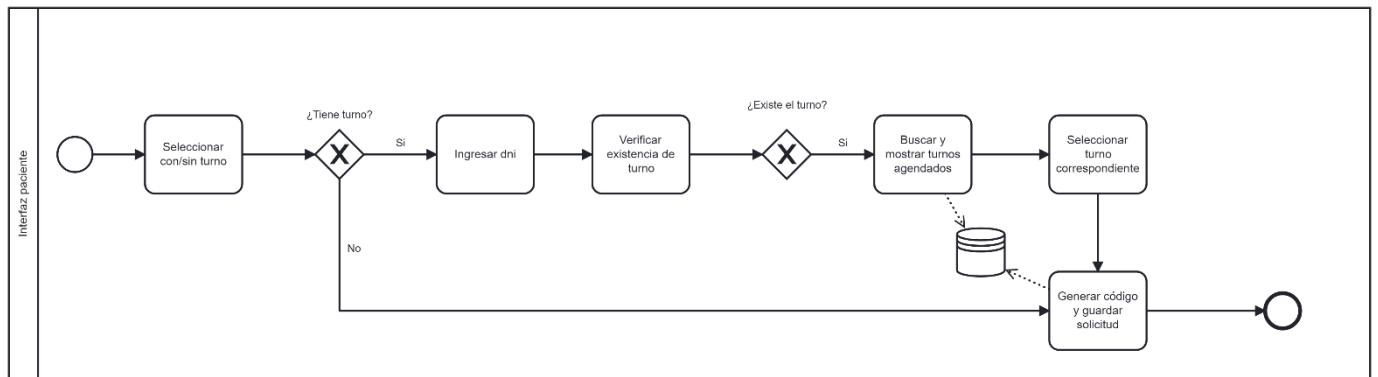 Interfaz paciente
Seleccionar
con/sin turno
¿Tiene turno?
Si
No
Ingresar dni
Verificar
existencia de
turno
¿Existe el turno?
Si
Buscar y
mostrar turnos
agendados
Seleccionar
turno
correspondiente
Generar código
y guardar
solicitud